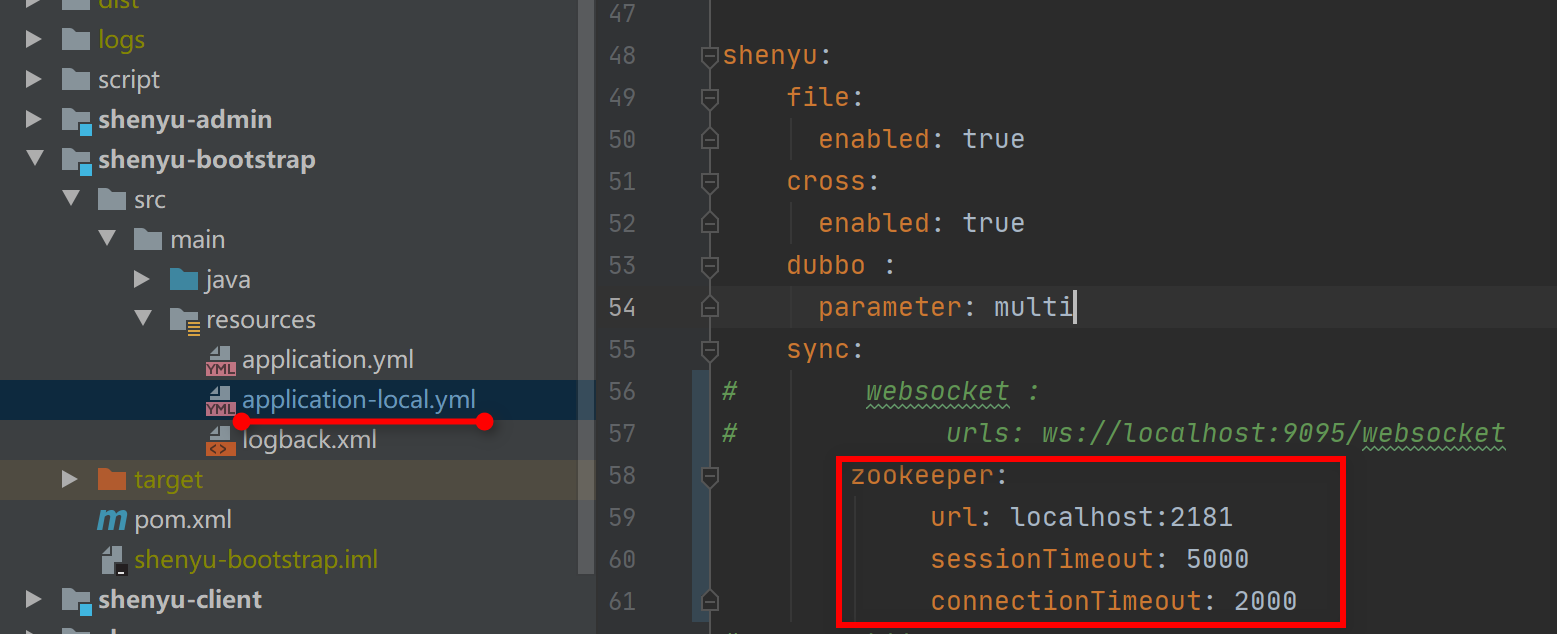 dist
logs
script
shenyu-admin
shenyu-bootstrap
src
main
java
resources
application.yml
application-local.yml
logback.xml
target
pom.xml
shenyu-bootstrap.iml
shenyu-client
47
48 shenyu:
49 file:
50 enabled: true
51 cross:
52 enabled: true
53 dubbo :
54 parameter: multi
55 sync:
56 # websocket :
57 # urls: ws://localhost:9095/websocket
58 zookeeper:
59 url: localhost:2181
60 sessionTimeout: 5000
61 connectionTimeout: 2000